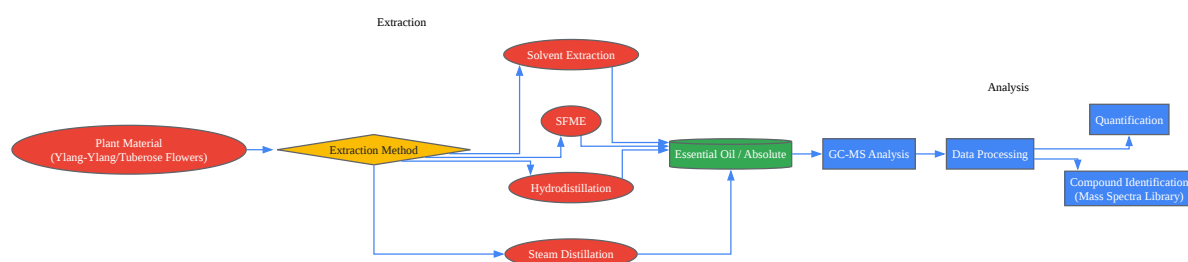 Extraction
Plant Material
(Ylang-Ylang/Tuberose Flowers)
Extraction Method
Solvent Extraction
SFME
Hydrodistillation
Steam Distillation
Essential Oil / Absolute
Analysis
GC-MS Analysis
Data Processing
Quantification
Compound Identification
(Mass Spectra Library)